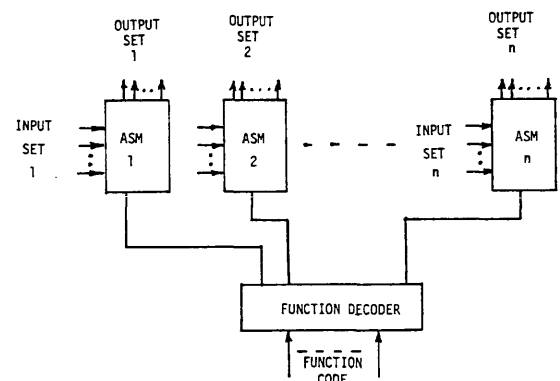 OUTPUT
SET
1
OUTPUT
SET
2
OUTPUT
SET
n
INPUT
SET
1
ASM
1
ASM
2
INPUT
SET
n
ASM
n
FUNCTION DECODER
FUNCTION
CODE